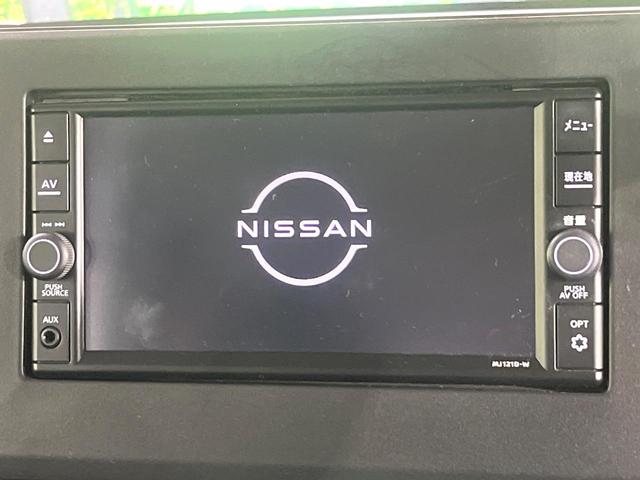 AV
PUSH
SOURCE
AUX
NISSAN
メニュー
現在地
音量
PUSH
AV OFF
OPT
MJ121D-W